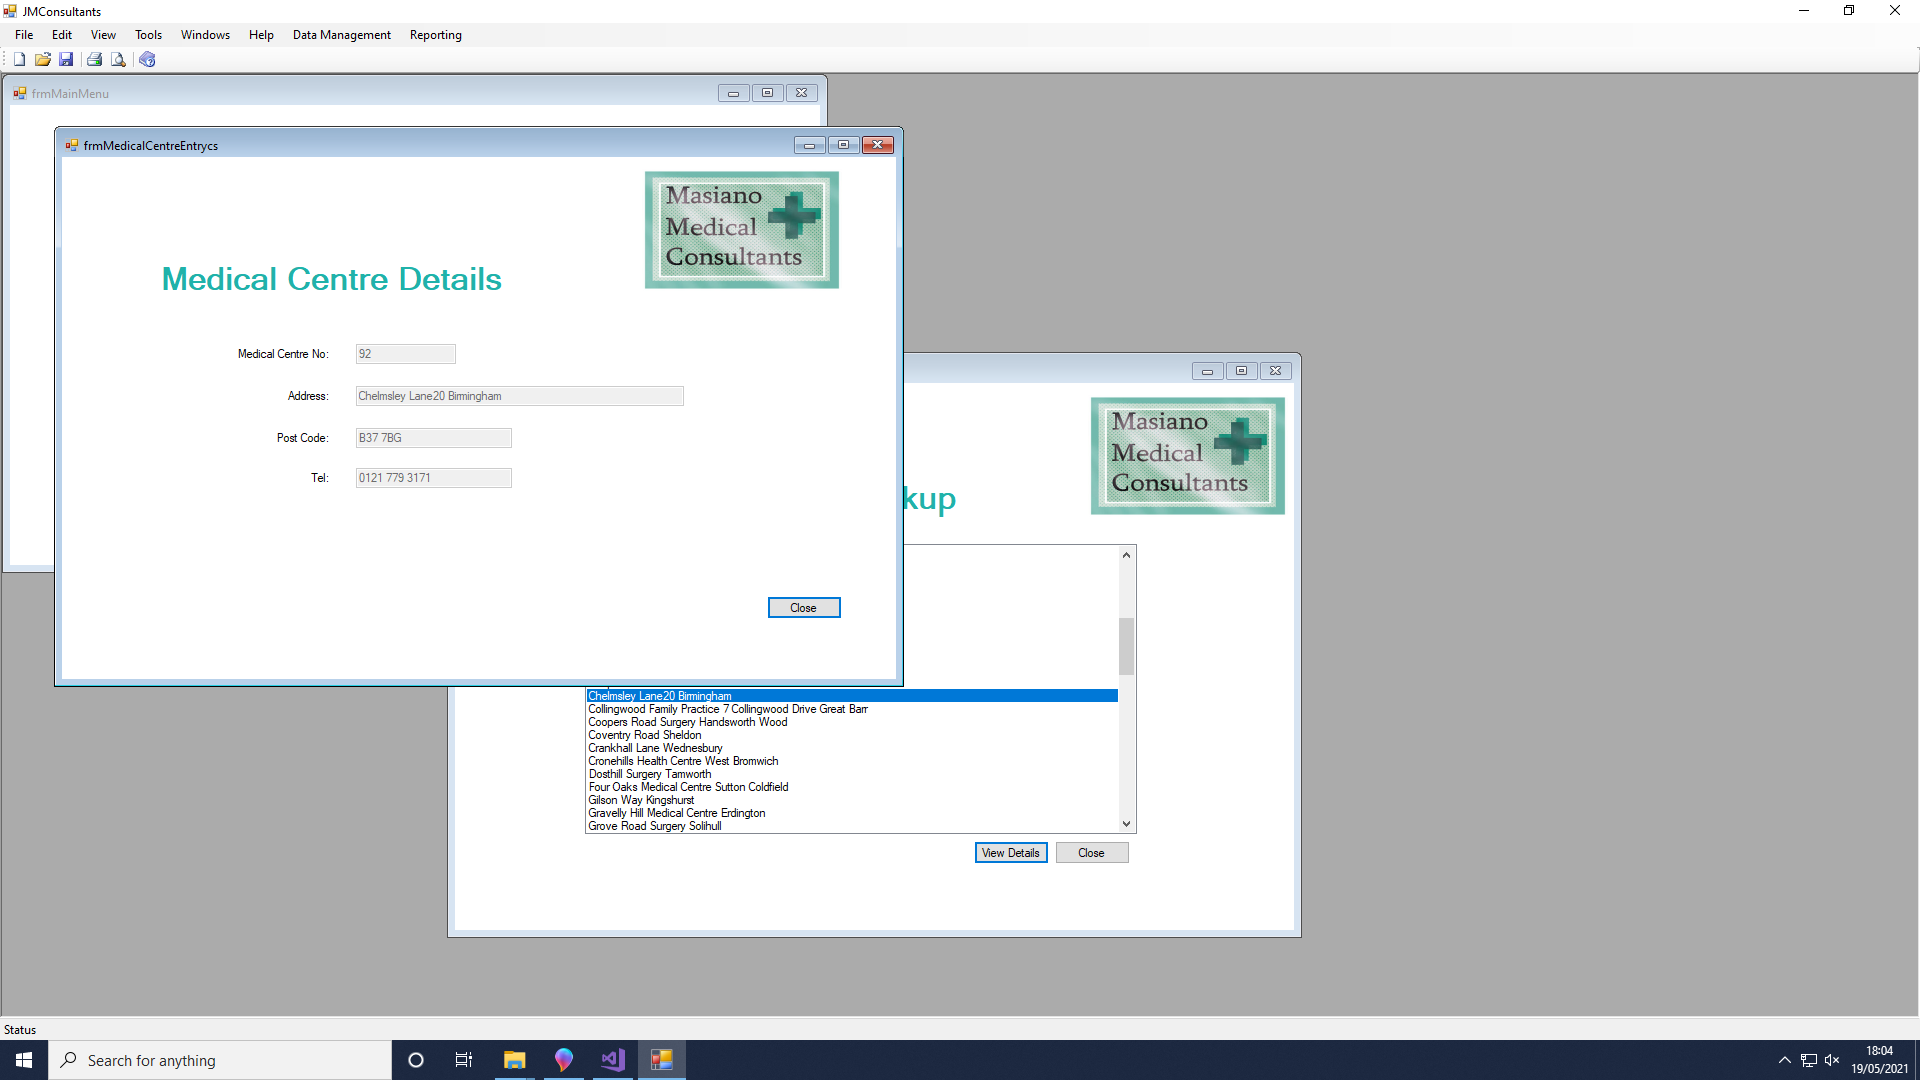 JMConsultants
File Edit View Tools Windows Help Data Management Reporting
frmMainMenu
frmMedicalCentreEntrycs
Masiano
Medical
Consultants
Medical Centre Details
Medical Centre No: 92
Address: Chelmsley Lane20 Birmingham
Post Code: B37 7BG
Tel: 0121 779 3171
Close
Masiano
Medical
Consultants
kup
Chelmsley Lane20 Birmingham
Collingwood Family Practice 7 Collingwood Drive Great Barr
Coopers Road Surgery Handsworth Wood
Coventry Road Sheldon
Crankhall Lane Wednesbury
Cronehills Health Centre West Bromwich
Dosthill Surgery Tamworth
Four Oaks Medical Centre Sutton Coldfield
Gilson Way Kingshurst
Gravelly Hill Medical Centre Erdington
Grove Road Surgery Solihull
View Details Close
Status
Search for anything
18:04
19/05/2021